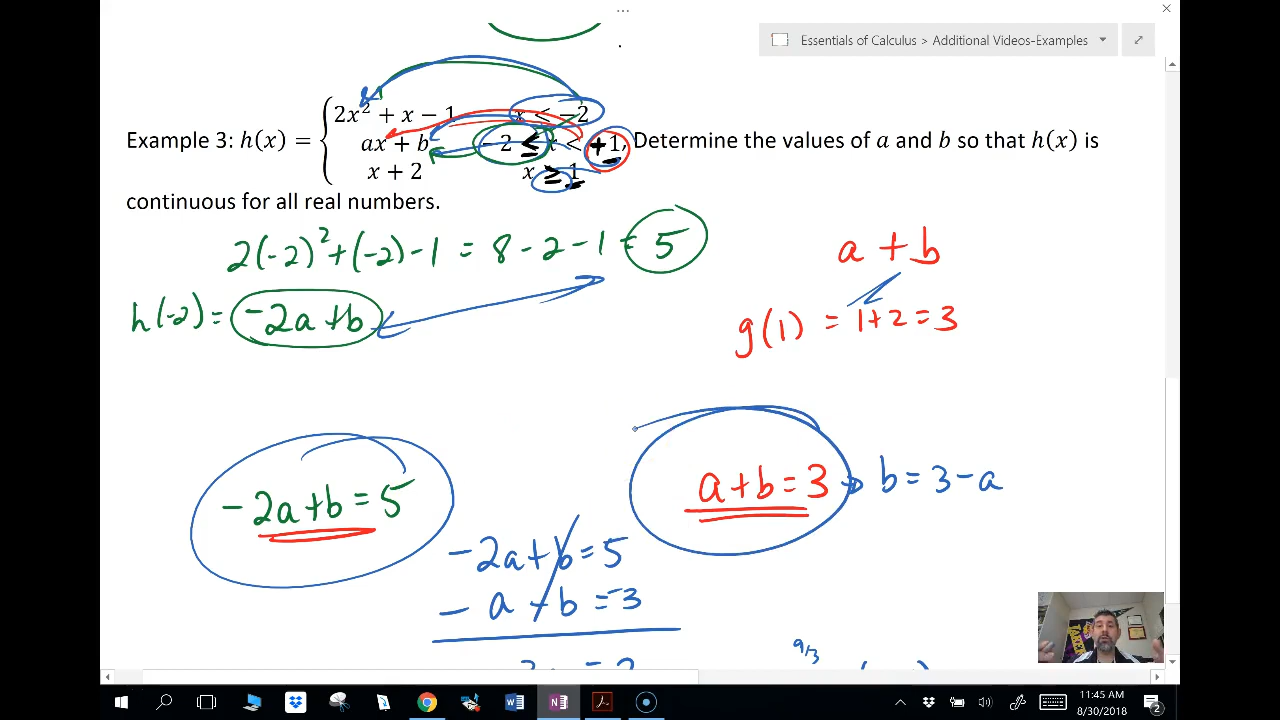 Essentials of Calculus > Additional Videos-Examples
2x² + x − 1 x < −2
Example 3: h(x) = { ax + b −2 ≤ x < +1, Determine the values of a and b so that h(x) is
x + 2 x ≥ 1
continuous for all real numbers.
2(-2)² + (-2) - 1 = 8 - 2 - 1 = 5
a + b
h(-2) = -2a + b
g(1) = 1 + 2 = 3
-2a + b = 5
a + b = 3 → b = 3 - a
-2a + b = 5
- a + b = -3
9/3
11:45 AM
8/30/2018
2